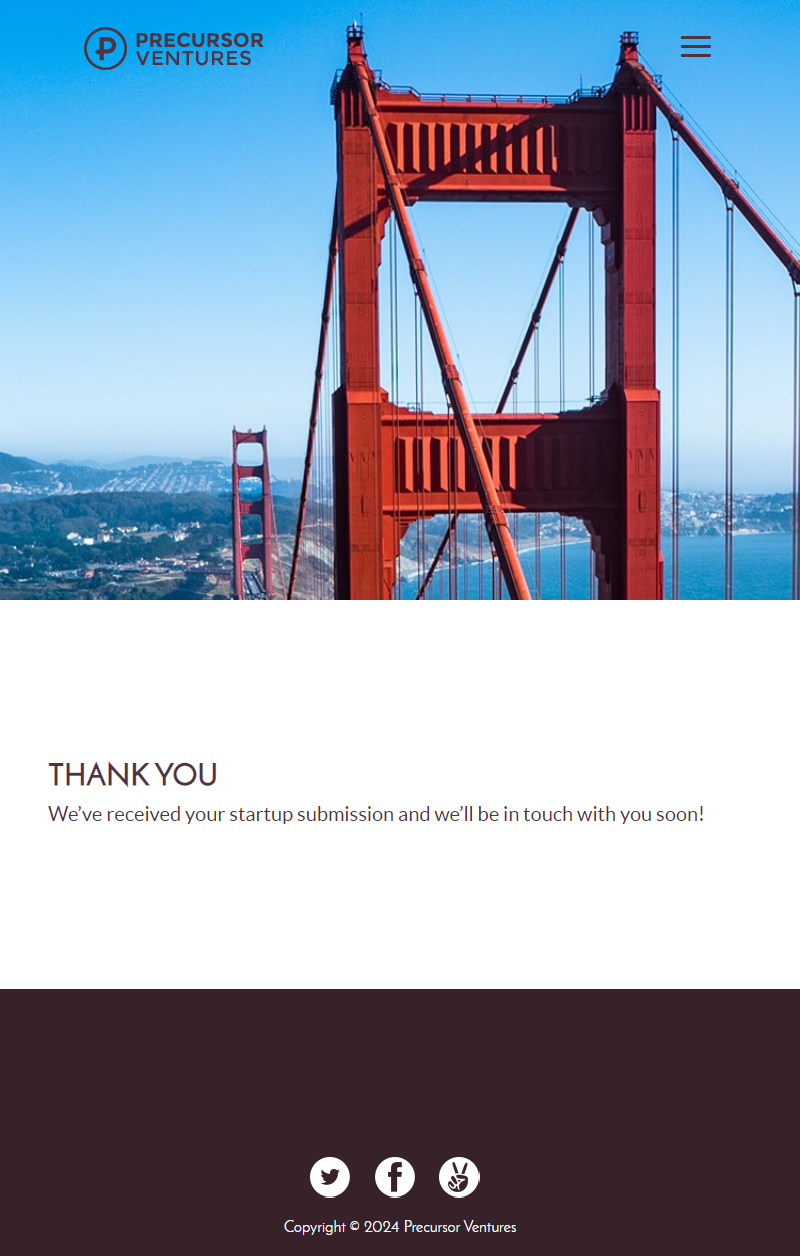 PRECURSOR
VENTURES
THANK YOU
We’ve received your startup submission and we’ll be in touch with you soon!
Copyright © 2024 Precursor Ventures